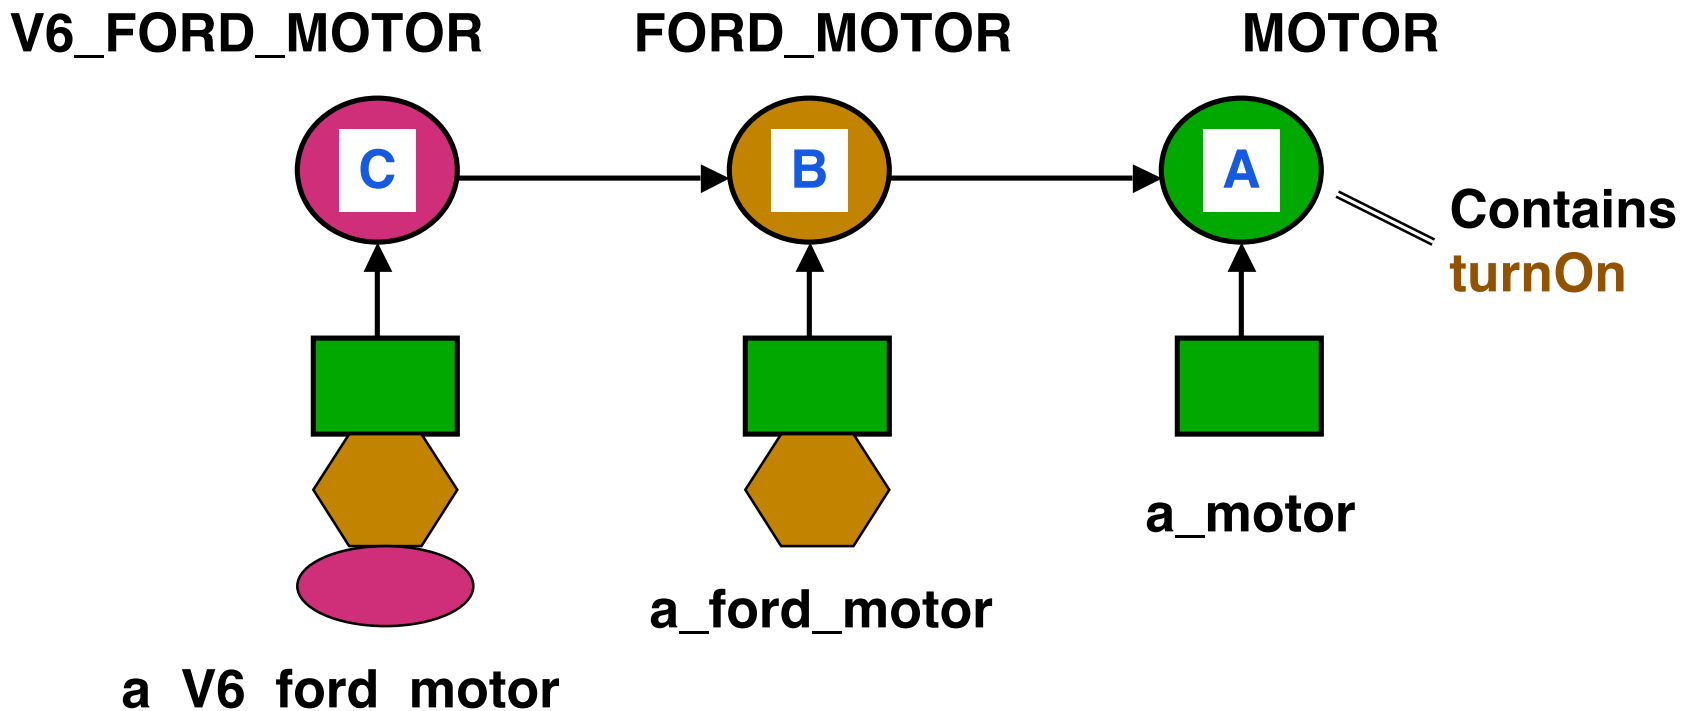 V6_FORD_MOTOR FORD_MOTOR MOTOR
C B A
Contains
turnOn
a_motor
a_ford_motor
a V6 ford motor